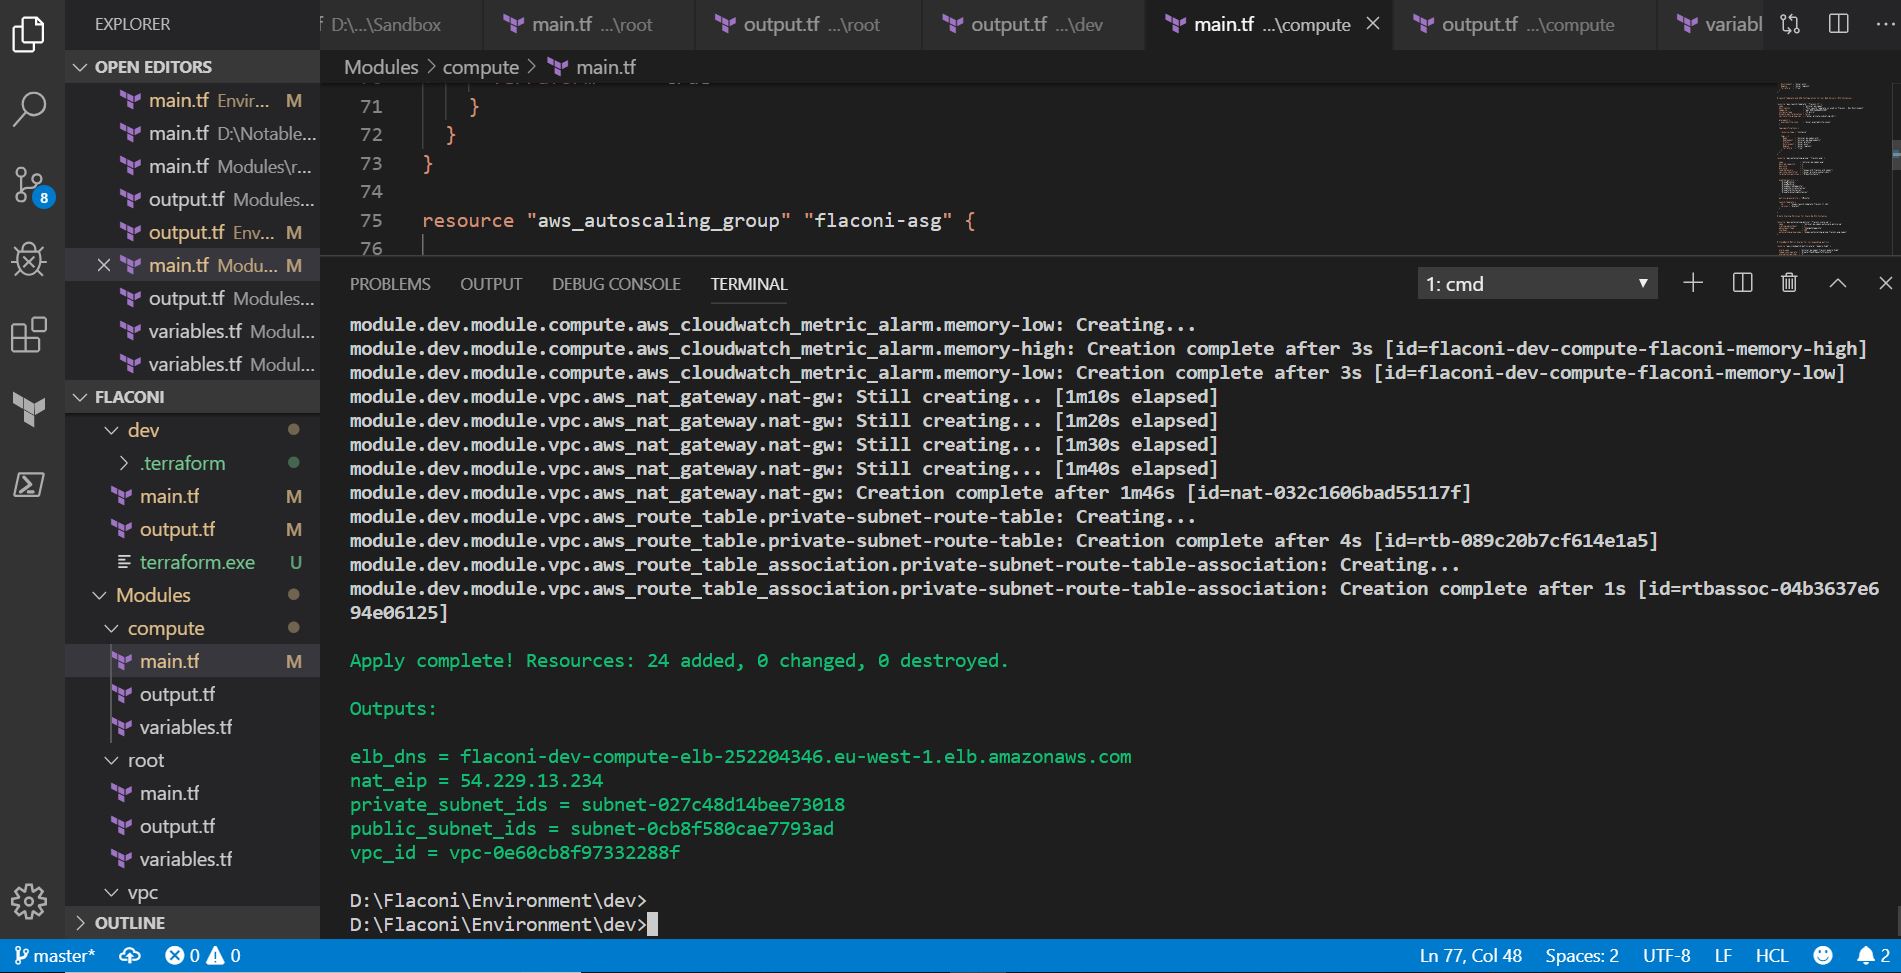 EXPLORER
OPEN EDITORS
main.tf Envir... M
main.tf D:\Notable...
main.tf Modules\r...
output.tf Modules...
output.tf Env... M
main.tf Modu... M
output.tf Modules...
variables.tf Modul...
variables.tf Modul...
FLACONI
dev
.terraform
main.tf M
output.tf M
terraform.exe U
Modules
compute
main.tf M
output.tf
variables.tf
root
main.tf
output.tf
variables.tf
vpc
OUTLINE
8
D:\...\Sandbox
main.tf ...\root
output.tf ...\root
output.tf ...\dev
main.tf ...\compute
output.tf ...\compute
variabl
Modules > compute > main.tf
71 }
72 }
73 }
74
75 resource "aws_autoscaling_group" "flaconi-asg" {
76
PROBLEMS OUTPUT DEBUG CONSOLE TERMINAL
1: cmd
module.dev.module.compute.aws_cloudwatch_metric_alarm.memory-low: Creating...
module.dev.module.compute.aws_cloudwatch_metric_alarm.memory-high: Creation complete after 3s [id=flaconi-dev-compute-flaconi-memory-high]
module.dev.module.compute.aws_cloudwatch_metric_alarm.memory-low: Creation complete after 3s [id=flaconi-dev-compute-flaconi-memory-low]
module.dev.module.vpc.aws_nat_gateway.nat-gw: Still creating... [1m10s elapsed]
module.dev.module.vpc.aws_nat_gateway.nat-gw: Still creating... [1m20s elapsed]
module.dev.module.vpc.aws_nat_gateway.nat-gw: Still creating... [1m30s elapsed]
module.dev.module.vpc.aws_nat_gateway.nat-gw: Still creating... [1m40s elapsed]
module.dev.module.vpc.aws_nat_gateway.nat-gw: Creation complete after 1m46s [id=nat-032c1606bad55117f]
module.dev.module.vpc.aws_route_table.private-subnet-route-table: Creating...
module.dev.module.vpc.aws_route_table.private-subnet-route-table: Creation complete after 4s [id=rtb-089c20b7cf614e1a5]
module.dev.module.vpc.aws_route_table_association.private-subnet-route-table-association: Creating...
module.dev.module.vpc.aws_route_table_association.private-subnet-route-table-association: Creation complete after 1s [id=rtbassoc-04b3637e6
94e06125]
Apply complete! Resources: 24 added, 0 changed, 0 destroyed.
Outputs:
elb_dns = flaconi-dev-compute-elb-252204346.eu-west-1.elb.amazonaws.com
nat_eip = 54.229.13.234
private_subnet_ids = subnet-027c48d14bee73018
public_subnet_ids = subnet-0cb8f580cae7793ad
vpc_id = vpc-0e60cb8f97332288f
D:\Flaconi\Environment\dev>
D:\Flaconi\Environment\dev>
master* 0 0 Ln 77, Col 48 Spaces: 2 UTF-8 LF HCL 2